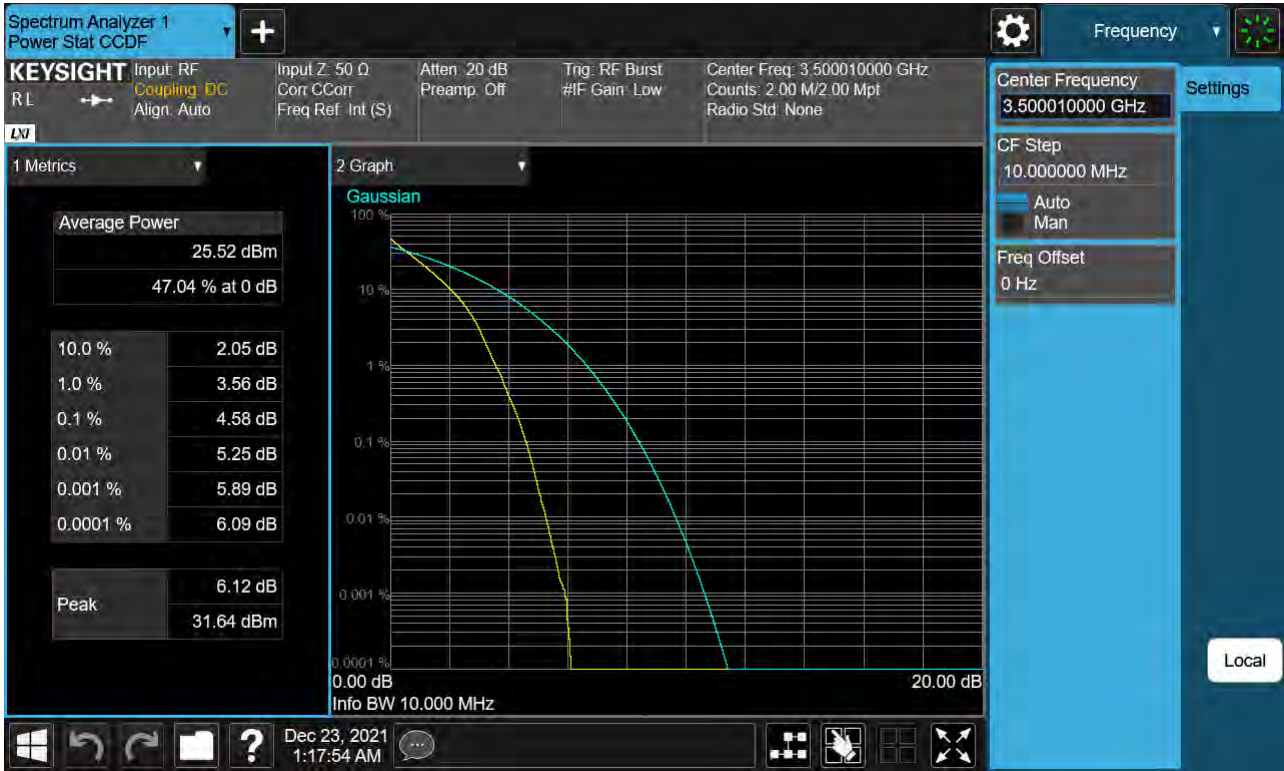 Spectrum Analyzer 1
Power Stat CCDF
Frequency
KEYSIGHT
R L
LXI
Input: RF
Coupling: DC
Align: Auto
Input Z: 50 Ω
Corr CCorr
Freq Ref: Int (S)
Atten: 20 dB
Preamp: Off
Trig: RF Burst
#IF Gain: Low
Center Freq: 3.500010000 GHz
Counts: 2.00 M/2.00 Mpt
Radio Std: None
Center Frequency
3.500010000 GHz
Settings
CF Step
10.000000 MHz
Auto
Man
Freq Offset
0 Hz
1 Metrics
Average Power
25.52 dBm
47.04 % at 0 dB
10.0 % 2.05 dB
1.0 % 3.56 dB
0.1 % 4.58 dB
0.01 % 5.25 dB
0.001 % 5.89 dB
0.0001 % 6.09 dB
Peak
6.12 dB
31.64 dBm
2 Graph
Gaussian
100 %
10 %
1 %
0.1 %
0.01 %
0.001 %
0.0001 %
0.00 dB 20.00 dB
Info BW 10.000 MHz
Local
?
Dec 23, 2021
1:17:54 AM